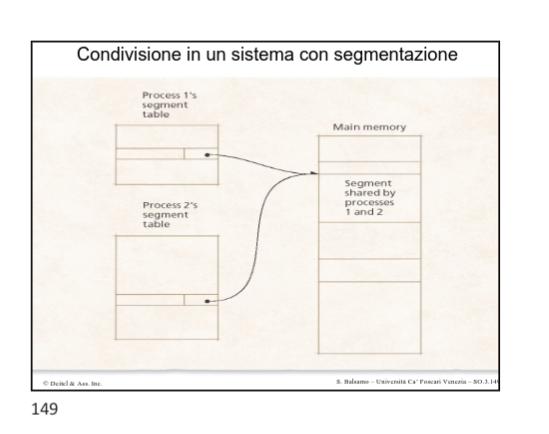 Condivisione in un sistema con segmentazione
Process 1's
segment
table
Main memory
Segment
shared by
processes
1 and 2
Process 2's
segment
table
© Deitel & Ass. Inc.
S. Balsamo – Università Ca' Foscari Venezia – SO.3.149
149